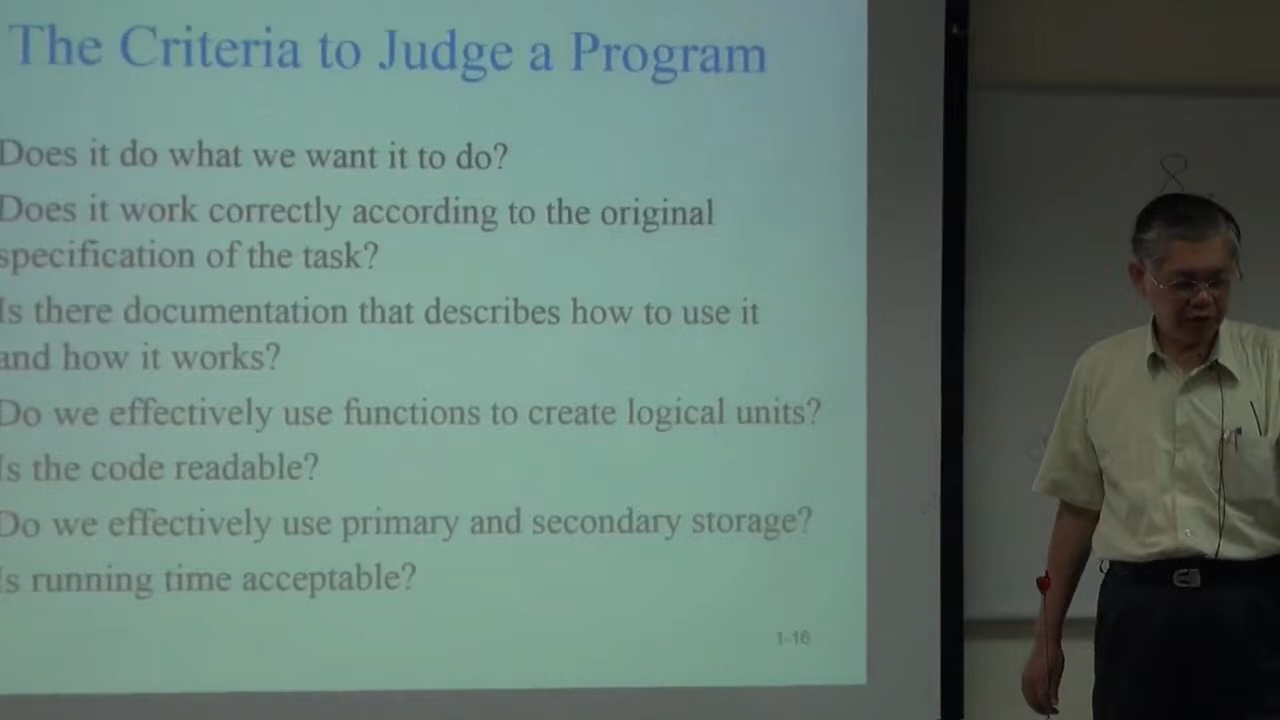 The Criteria to Judge a Program
Does it do what we want it to do?
Does it work correctly according to the original
specification of the task?
Is there documentation that describes how to use it
and how it works?
Do we effectively use functions to create logical units?
Is the code readable?
Do we effectively use primary and secondary storage?
Is running time acceptable?
1-16
8